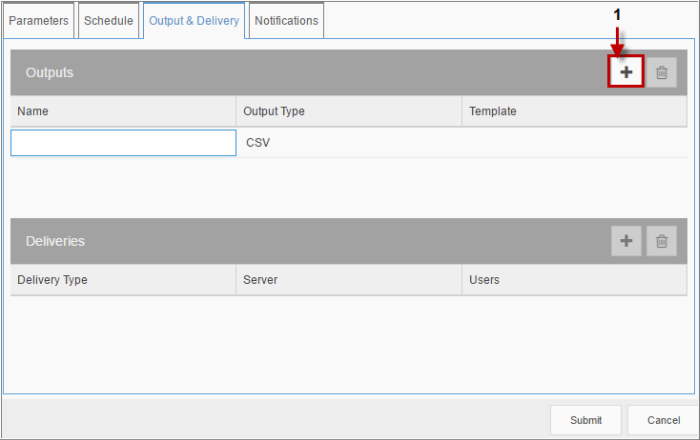 1
Parameters Schedule Output & Delivery Notifications
Outputs
Name Output Type Template
CSV
Deliveries
Delivery Type Server Users
Submit Cancel